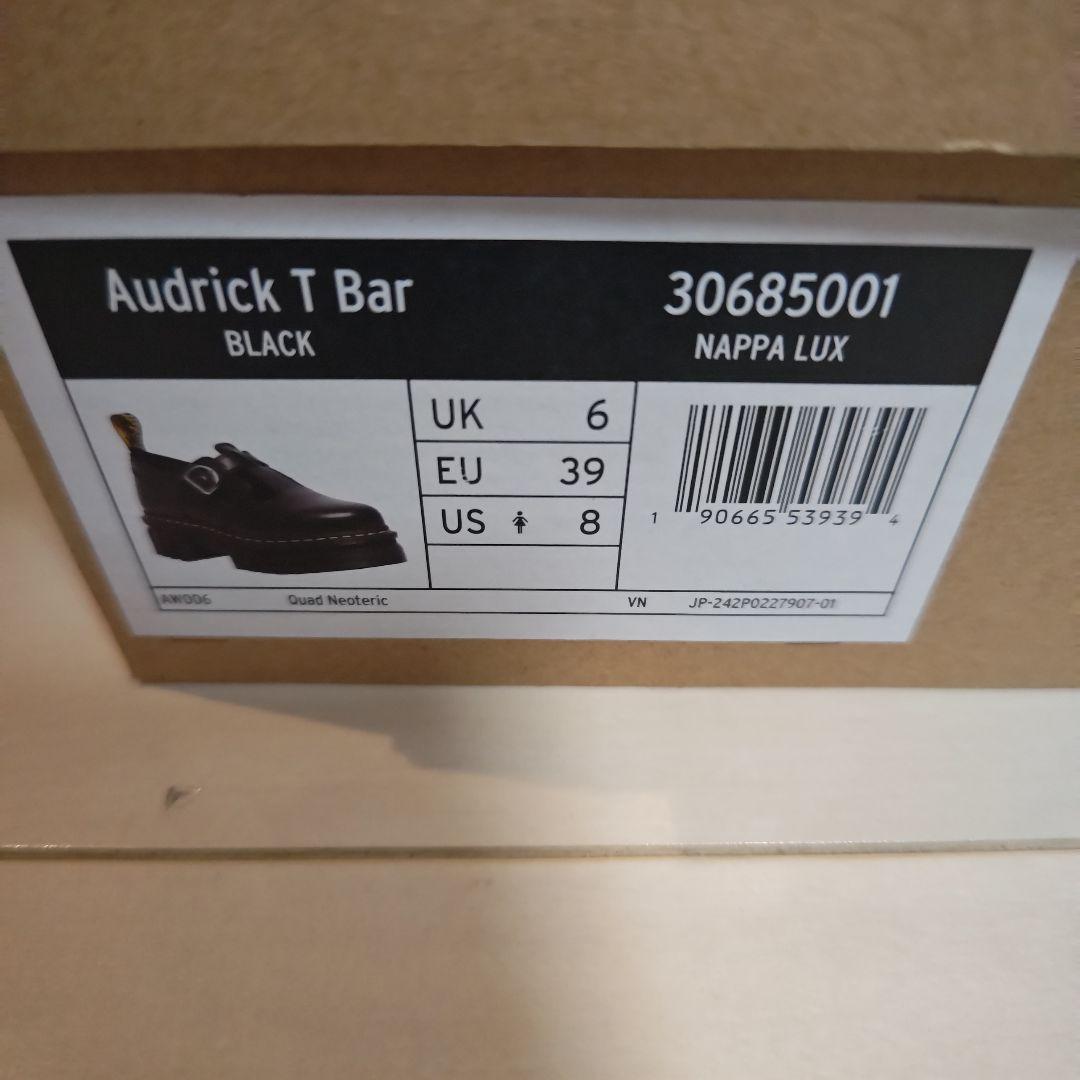 Audrick T Bar
BLACK
30685001
NAPPA LUX
UK 6
EU 39
US 8
1 90665 53939 4
AW006 Quad Neoteric VN JP-242P0227907-01